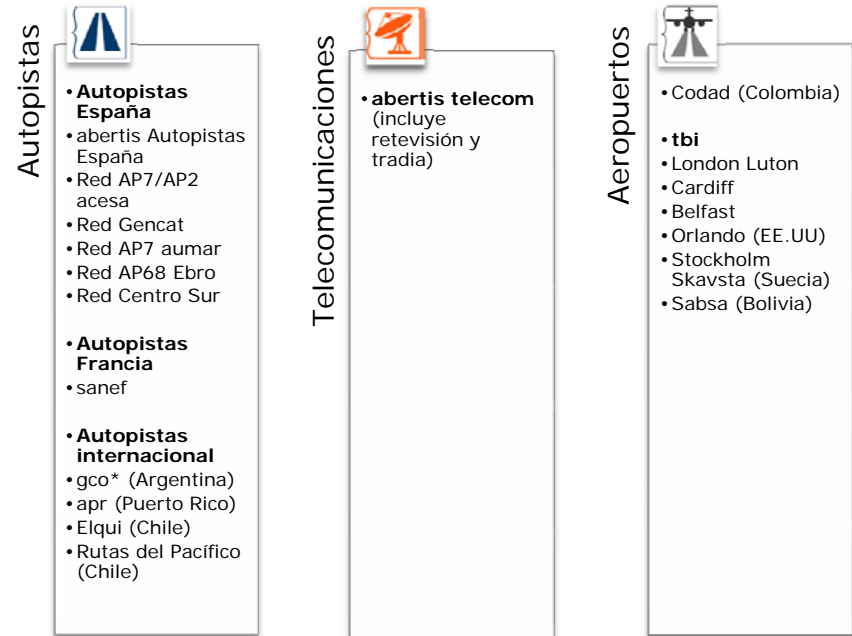 Autopistas
• Autopistas
España
• abertis Autopistas
España
• Red AP7/AP2
acesa
• Red Gencat
• Red AP7 aumar
• Red AP68 Ebro
• Red Centro Sur
• Autopistas
Francia
• sanef
• Autopistas
internacional
• gco* (Argentina)
• apr (Puerto Rico)
• Elqui (Chile)
• Rutas del Pacífico
(Chile)
Telecomunicaciones
• abertis telecom
(incluye
retevisión y
tradia)
Aeropuertos
• Codad (Colombia)
• tbi
• London Luton
• Cardiff
• Belfast
• Orlando (EE.UU)
• Stockholm
Skavsta (Suecia)
• Sabsa (Bolivia)